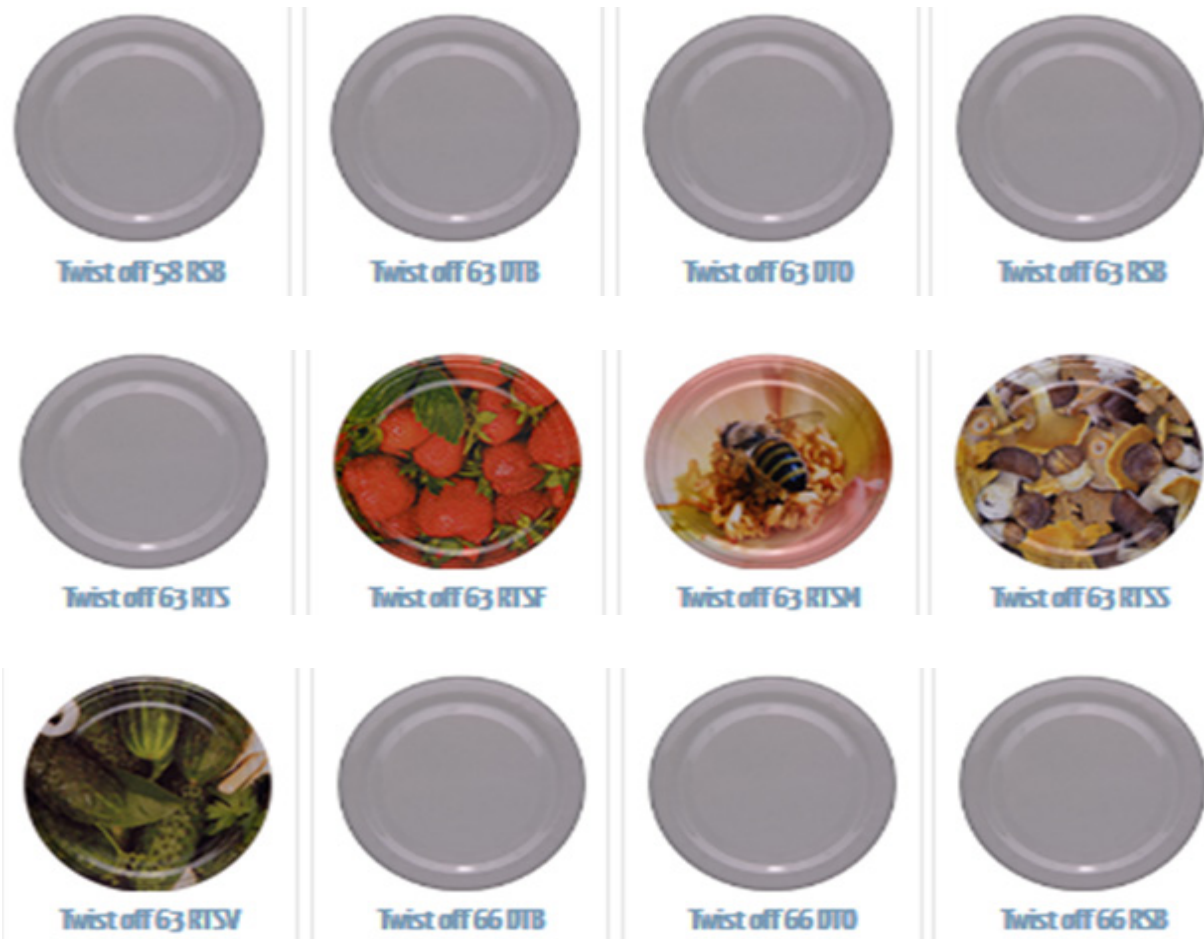 Twist off 58 RSB
Twist off 63 DTB
Twist off 63 DTO
Twist off 63 RSB
Twist off 63 RTS
Twist off 63 RTSF
Twist off 63 RTSM
Twist off 63 RTSS
Twist off 63 RTSV
Twist off 66 DTB
Twist off 66 DTO
Twist off 66 RSB